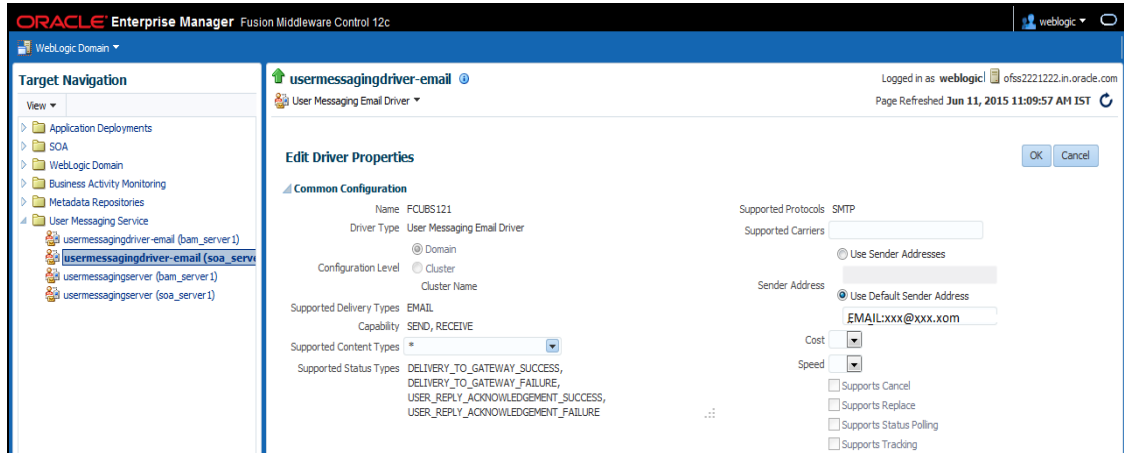 ORACLE Enterprise Manager Fusion Middleware Control 12c
weblogic
WebLogic Domain
Target Navigation
View
Application Deployments
SOA
WebLogic Domain
Business Activity Monitoring
Metadata Repositories
User Messaging Service
usermessagingdriver-email (bam_server1)
usermessagingdriver-email (soa_serve
usermessagingserver (bam_server1)
usermessagingserver (soa_server1)
usermessagingdriver-email
Logged in as weblogic| ofss2221222.in.oracle.com
User Messaging Email Driver
Page Refreshed Jun 11, 2015 11:09:57 AM IST
Edit Driver Properties
OK Cancel
Common Configuration
Name FCUBS121
Driver Type User Messaging Email Driver
Configuration Level
Domain
Cluster
Cluster Name
Supported Delivery Types EMAIL
Capability SEND, RECEIVE
Supported Content Types *
Supported Status Types DELIVERY_TO_GATEWAY_SUCCESS,
DELIVERY_TO_GATEWAY_FAILURE,
USER_REPLY_ACKNOWLEDGEMENT_SUCCESS,
USER_REPLY_ACKNOWLEDGEMENT_FAILURE
Supported Protocols SMTP
Supported Carriers
Sender Address
Use Sender Addresses
Use Default Sender Address
EMAIL:xxx@xxx.xom
Cost
Speed
Supports Cancel
Supports Replace
Supports Status Polling
Supports Tracking